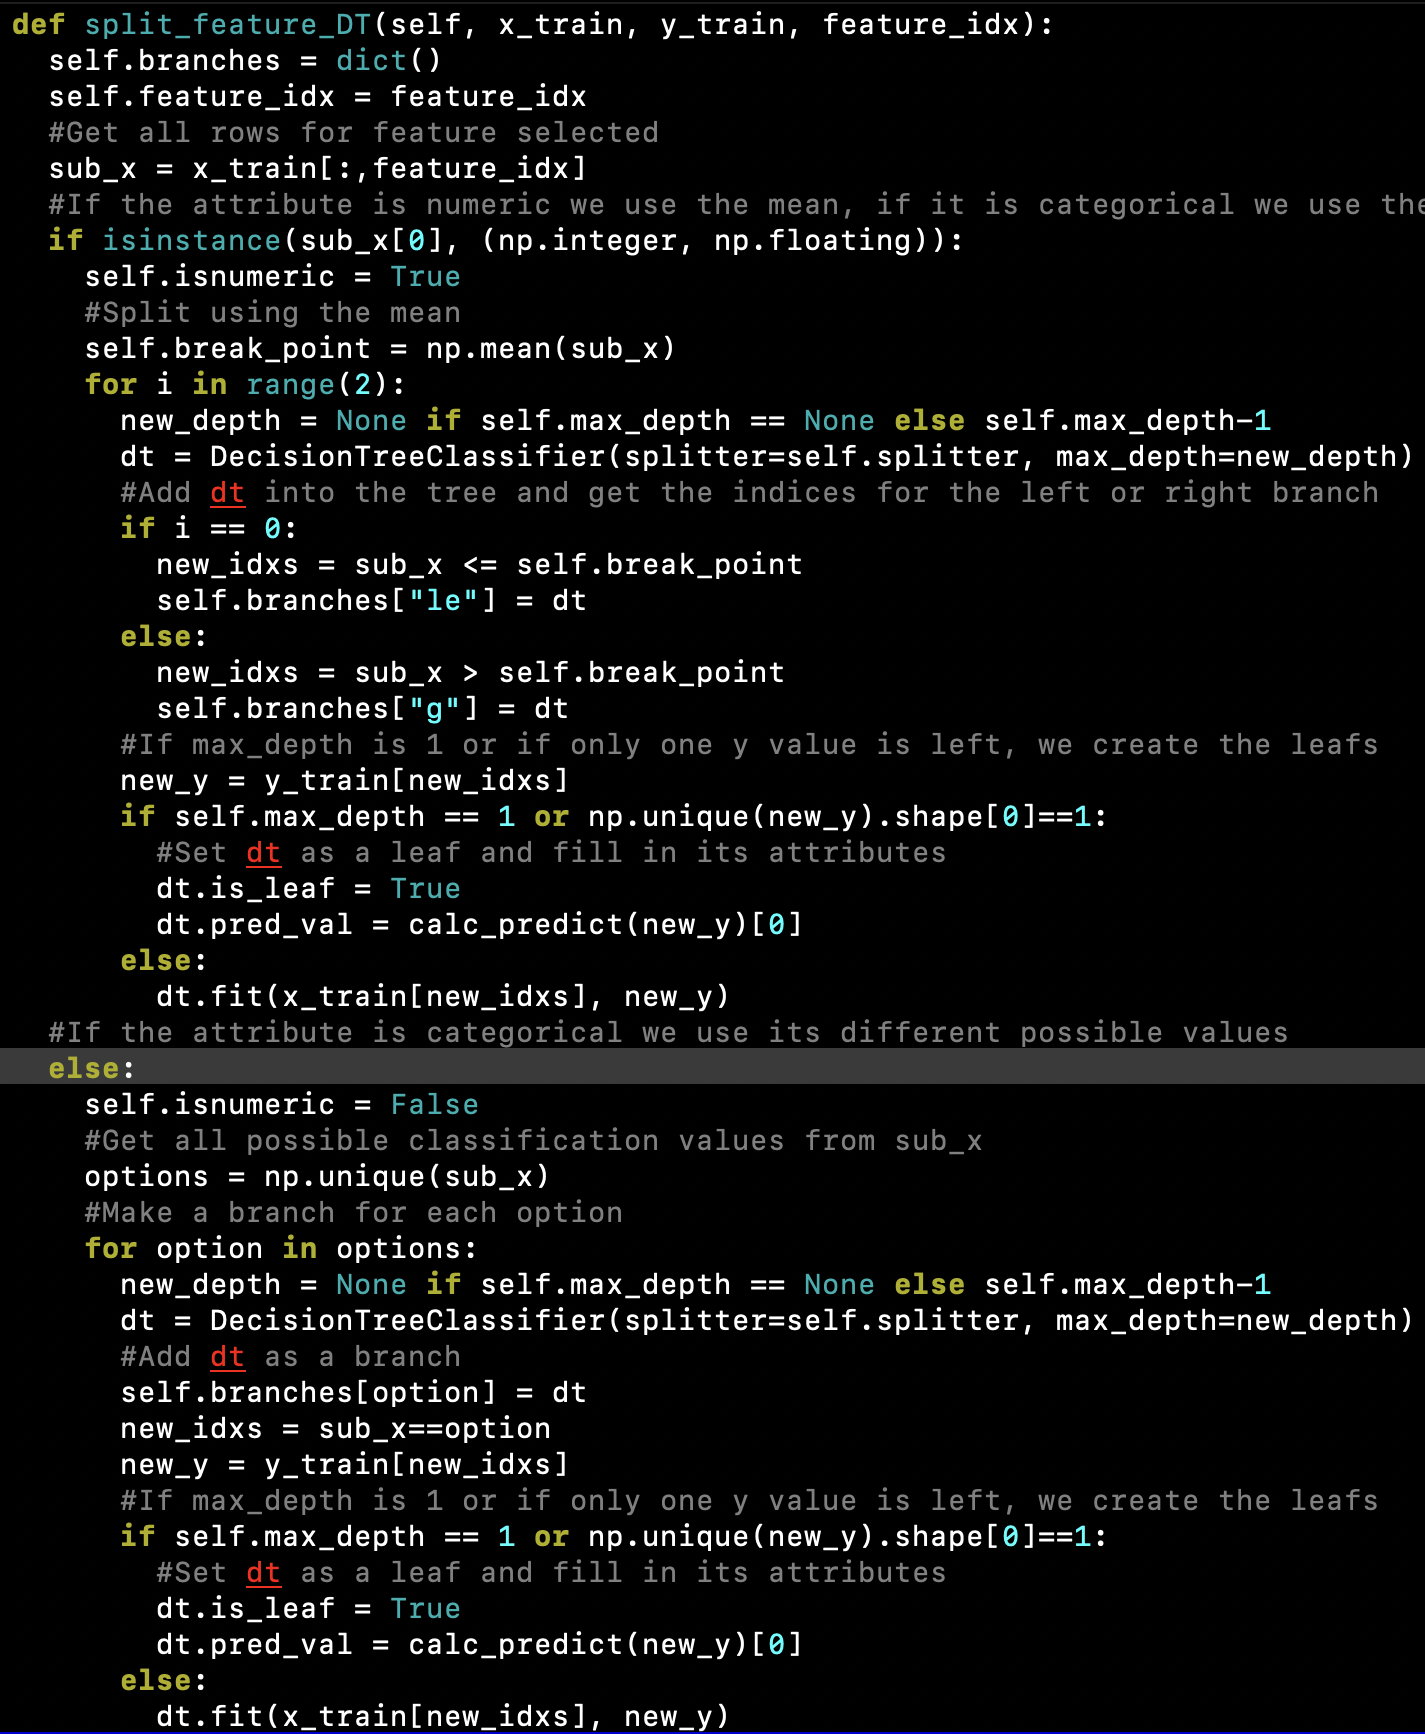 def split_feature_DT(self, x_train, y_train, feature_idx):
  self.branches = dict()
  self.feature_idx = feature_idx
  #Get all rows for feature selected
  sub_x = x_train[:,feature_idx]
  #If the attribute is numeric we use the mean, if it is categorical we use the
  if isinstance(sub_x[0], (np.integer, np.floating)):
    self.isnumeric = True
    #Split using the mean
    self.break_point = np.mean(sub_x)
    for i in range(2):
      new_depth = None if self.max_depth == None else self.max_depth-1
      dt = DecisionTreeClassifier(splitter=self.splitter, max_depth=new_depth)
      #Add dt into the tree and get the indices for the left or right branch
      if i == 0:
        new_idxs = sub_x <= self.break_point
        self.branches["le"] = dt
      else:
        new_idxs = sub_x > self.break_point
        self.branches["g"] = dt
      #If max_depth is 1 or if only one y value is left, we create the leafs
      new_y = y_train[new_idxs]
      if self.max_depth == 1 or np.unique(new_y).shape[0]==1:
        #Set dt as a leaf and fill in its attributes
        dt.is_leaf = True
        dt.pred_val = calc_predict(new_y)[0]
      else:
        dt.fit(x_train[new_idxs], new_y)
  #If the attribute is categorical we use its different possible values
  else:
    self.isnumeric = False
    #Get all possible classification values from sub_x
    options = np.unique(sub_x)
    #Make a branch for each option
    for option in options:
      new_depth = None if self.max_depth == None else self.max_depth-1
      dt = DecisionTreeClassifier(splitter=self.splitter, max_depth=new_depth)
      #Add dt as a branch
      self.branches[option] = dt
      new_idxs = sub_x==option
      new_y = y_train[new_idxs]
      #If max_depth is 1 or if only one y value is left, we create the leafs
      if self.max_depth == 1 or np.unique(new_y).shape[0]==1:
        #Set dt as a leaf and fill in its attributes
        dt.is_leaf = True
        dt.pred_val = calc_predict(new_y)[0]
      else:
        dt.fit(x_train[new_idxs], new_y)